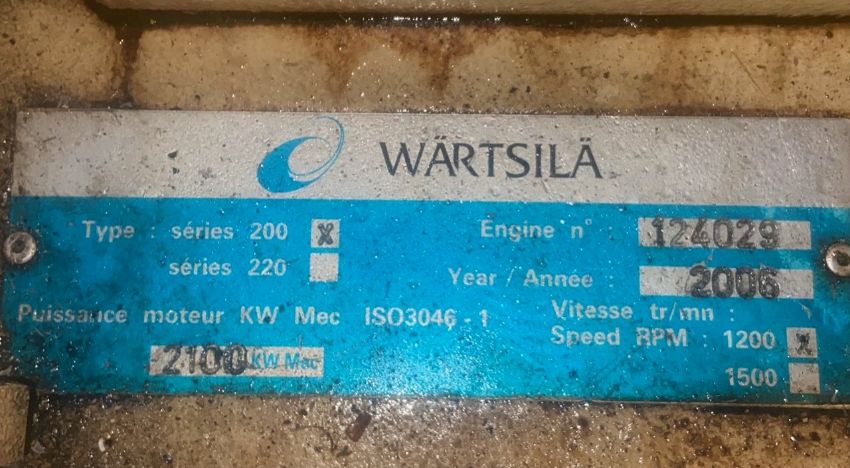 WÄRTSILÄ
Type : séries 200 X
séries 220
Engine n° : 124029
Year / Année : 2006
Puissance moteur KW Mec ISO3046 - 1
2100 KW Mec
Vitesse tr/mn :
Speed RPM : 1200 X
1500